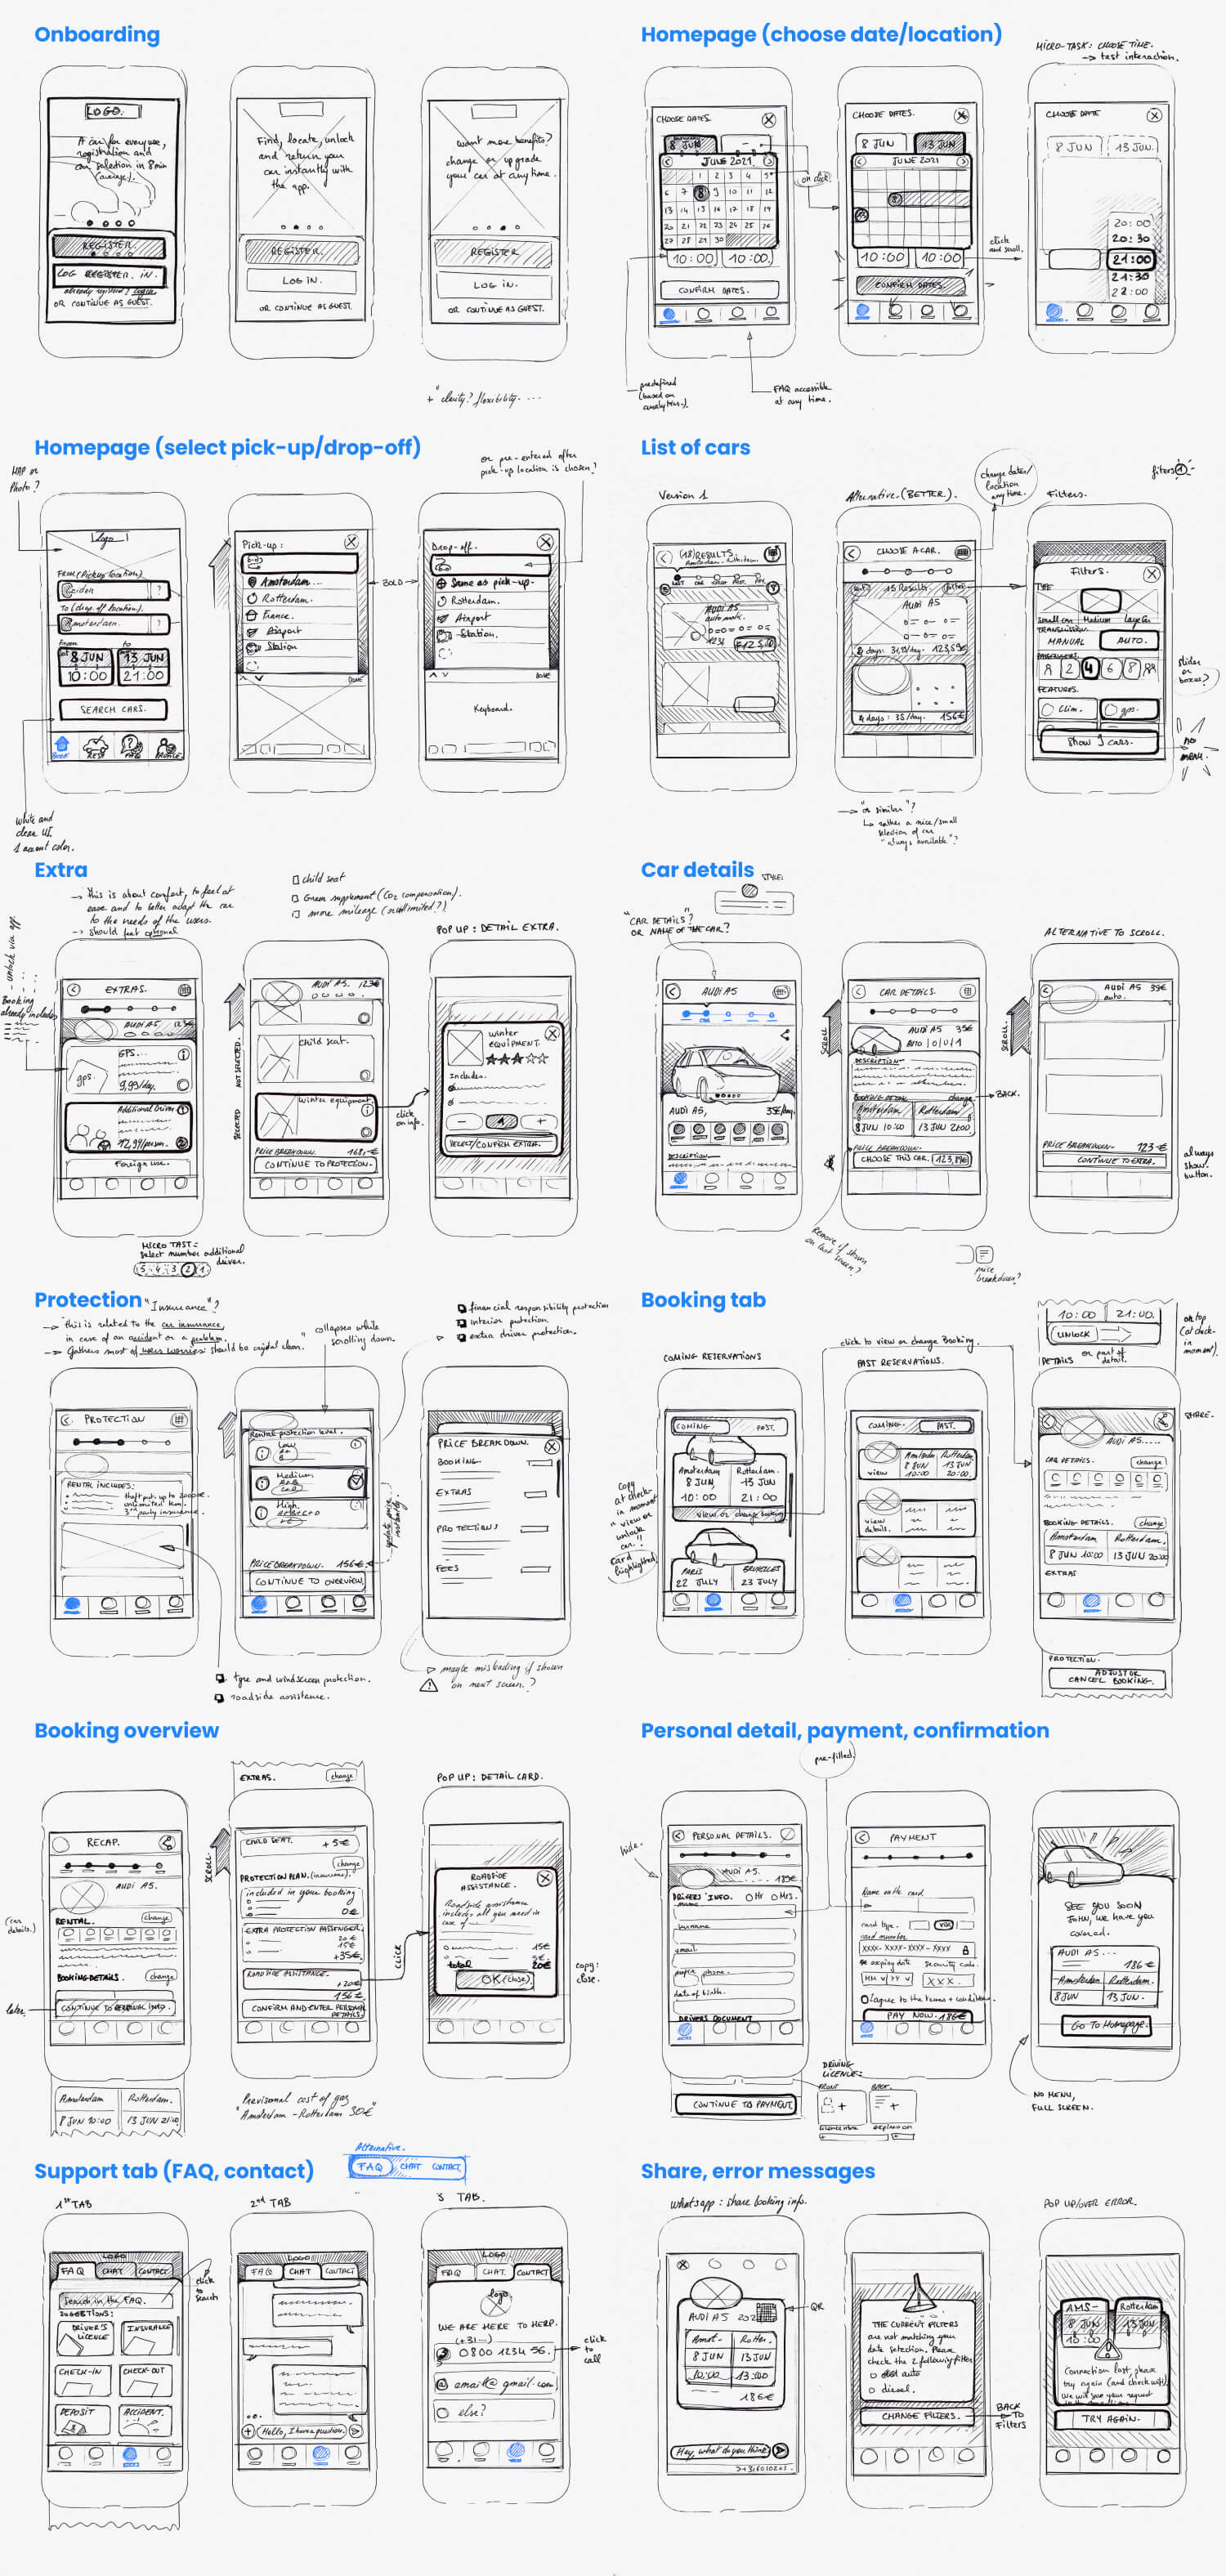 Onboarding
LOGO.
A car for everyone,
registration and
car selection in 8min
(average).
REGISTER
already registered? Log in
OR CONTINUE AS GUEST.
Find, locate, unlock
and return you
car instantly with
the app.
REGISTER.
LOG IN.
OR CONTINUE AS GUEST.
Want more benefits?
change or upgrade
your car at any time.
REGISTER
LOG IN.
OR CONTINUE AS GUEST.
+ clarity? flexibility. ...
Homepage (choose date/location)
MICRO-TASK: CHOOSE TIME.
-> test interaction.
CHOOSE DATES.
8 JUN
JUNE 2021.
10:00 10:00.
CONFIRM DATES.
on click
predefined
(based on
analytics.)
FAQ accessible
at any time.
CHOOSE DATES.
8 JUN 13 JUN
JUNE 2021
10:00 10:00
CONFIRM DATES.
click
and scroll.
CHOOSE DATE
8 JUN 13 JUN.
20:00
20:30
21:00
21:30
22:00
Homepage (select pick-up/drop-off)
MAP or
Photo?
or pre-entered after
pick-up location is chosen?
Logo
FROM (Pickup location)
Leiden ?
To (drop off location).
Amsterdam. ?
From to
8 JUN 13 JUN
10:00 21:00
SEARCH CARS.
BOOK REST FAQ PROFILE
white and
clean UI.
1 accent color.
Pick-up:
Amsterdam...
Rotterdam.
France.
Airport
Station
DONE
BOLD
Drop-off.
Same as pick-up.
Rotterdam.
Airport
Station.
DONE
Keyboard.
List of cars
change dates/
location
any time.
filters 1
Version 1
(18) RESULTS.
Amsterdam. Rotterdam.
AUDI A5
auto math.
Alternative. (BETTER.).
CHOOSE A CAR.
15 Results. filter
AUDI A5
4 days : 35/day. 156€
-> "or similar"?
rather a nice/small
selection of car
"always available"?
Filters.
Filters.
TYPE
Small car Medium Large Car
TRANSMISSION
MANUAL AUTO.
PASSENGERS
2 4 6 8
FEATURES.
Clim. gps.
Show 9 cars.
slider
or
boxes?
NO
MENU.
Extra
-> this is about comfort, to feel at
ease and to better adapt the car
to the needs of the users.
-> should feel optional
child seat
Green supplement (Co2 compensation).
more mileage (unlimited?)
- unlock via app.
Booking
already includes
EXTRAS.
AUDI A5 123€
GPS...
gps.
9,99/day.
Additional driver
12,99/person.
Foreign use.
MICRO TASK:
select number additional
driver.
5 4 3 2 1
NOT SELECTED.
SELECTED
AUDI A5. 123€
child seat.
Winter equipment
PRICE BREAKDOWN. 168,-€
CONTINUE TO PROTECTION.
click
on info.
POP UP: DETAIL EXTRA.
Winter
EQUIPMENT.
Includes.
- 1 +
SELECT/CONFIRM EXTRA.
Car details
STYLE:
"CAR DETAILS?
OR NAME OF THE CAR?
AUDI A5
CAR
AUDI A5, 35€/day.
DESCRIPTION
SCROLL
CAR DETAILS.
AUDI A5 35€
AUTO
DESCRIPTION
BOOKING DETAIL change
Amsterdam Rotterdam
8 JUN 10:00 13 JUN 21:00
PRICE BREAKDOWN.
CHOOSE THIS CAR. 123,89€
BACK.
Remove if shown
on last screen?
price
breakdown?
ALTERNATIVE TO SCROLL.
SCROLL
AUDI A5 39€
auto.
PRICE BREAKDOWN. 123€
CONTINUE TO EXTRA.
always
show
button.
Protection
"Insurance"?
-> this is related to the car insurance,
in case of an accident or a problem.
-> Gathers most of users worries: should be crystal clear."
collapses while
scrolling down.
financial responsibility protection
interior protection.
extra driver protection.
PROTECTION
RENTAL INCLUDES:
theft put. up to 2000€.
unlimited km.
3rd party insurance.
tyre and windscreen protection.
roadside assistance.
Rental protection level.
Low
Medium
High
PRICE BREAKDOWN. 156€
CONTINUE TO OVERVIEW.
update price
instantly.
PRICE BREAKDOWN.
BOOKING
EXTRAS
PROTECTIONS
FEES
maybe misleading if shown
on next screen.?
Booking tab
click to view or change Booking.
COMING RESERVATIONS
COMING PAST.
Amsterdam Rotterdam.
8 JUN 13 JUN
10:00 21:00
view or change booking
PARIS BRUXELLES
22 JULY 23 JULY
copy
at check-
in moment
"view or
unlock
car"!!
card
highlighted
PAST RESERVATIONS.
COMING. PAST.
Amsterdam Rotterdam.
8 JUN 13 JUN
10:00 20:00.
view
view
details.
10:00 21:00.
UNLOCK
DETAILS
or part of
detail.
on top
(at check-
in
moment).
SHARE.
AUDI A5.....
CAR DETAILS. change
BOOKING DETAILS. change
Amsterdam Rotterdam.
8 JUN 10:00 13 JUN 20:00
EXTRAS
PROTECTION.
ADJUST OR
CANCEL BOOKING.
Booking overview
RECAP.
AUDI A5.
(car
details.)
RENTAL. change
BOOKING DETAILS. change
later
CONTINUE TO PERSONAL INFO.
Amsterdam Rotterdam.
8 JUN 10:00 13 JUN 21:00
EXTRAS. change
SCROLL
CHILD SEAT. +5€
change
PROTECTION PLAN. (insurance).
included in your booking
0€
EXTRA PROTECTION PASSENGER.
20€
15€
+35€
ROADSIDE ASSISTANCE.
+20€
156€
CONFIRM AND ENTER PERSONAL
DETAILS.
Previsional cost of gas
"Amsterdam - Rotterdam 30€"
CLICK
POP UP: DETAIL CARD.
ROADSIDE
ASSISTANCE.
Roadside assistance
includes all you need in
case of
15€
5€
total 20€
OK (close)
copy:
close.
Personal detail, payment, confirmation
pre-filled.
hide.
PERSONAL DETAILS.
AUDI A5.
DRIVERS' INFO. Mr Mrs.
name
surname
email
phone.
date of birth.
DRIVERS DOCUMENT
CONTINUE TO PAYMENT
DRIVING
LICENCE:
FRONT BACK.
PAYMENT
Name on the card
card type. VISA
card number
XXXX-XXXX-XXXX-XXXX
expiry date Security code.
MM YY XXX.
I agree to the terms + conditions.
PAY NOW. 186€
SEE YOU SOON
JOHN, we have you
covered.
AUDI A5 ...
186€
Amsterdam Rotterdam.
8 JUN 13 JUN.
Go To Homepage.
NO MENU,
FULL SCREEN.
Support tab (FAQ, contact)
Alternative.
FAQ CHAT CONTACT
1st TAB
LOGO
FAQ CHAT CONTACT
Search in the FAQ.
SUGGESTIONS:
DRIVER'S
LICENCE
INSURANCE
CHECK-IN
CHECK-OUT
DEPOSIT
ACCIDENT.
click
to
search
2nd TAB
LOGO
FAQ CHAT CONTACT
Hello, I have a question.
3 TAB.
LOGO
FAQ CHAT. CONTACT
logo.
WE ARE HERE TO HELP.
(+31...)
0800 1234 56.
click
to
call
email@gmail.com
else?
Share, error messages
Whatsapp : share booking info.
AUDI A5 202
QR
Amst- Rotter.
8 JUN 13 JUN
10:00 13:00
186€
Hey, what do you think?
THE CURRENT FILTERS
are not matching your
date selection. Please
check the 2 following filters
auto
diesel.
CHANGE FILTERS.
BACK
TO
Filters
POP UP/OVER ERROR.
AMS- Rotterdam
8 JUN 13 JUN
10:00
Connection lost, please
try again (and check wifi)
We will save your request
TRY AGAIN.